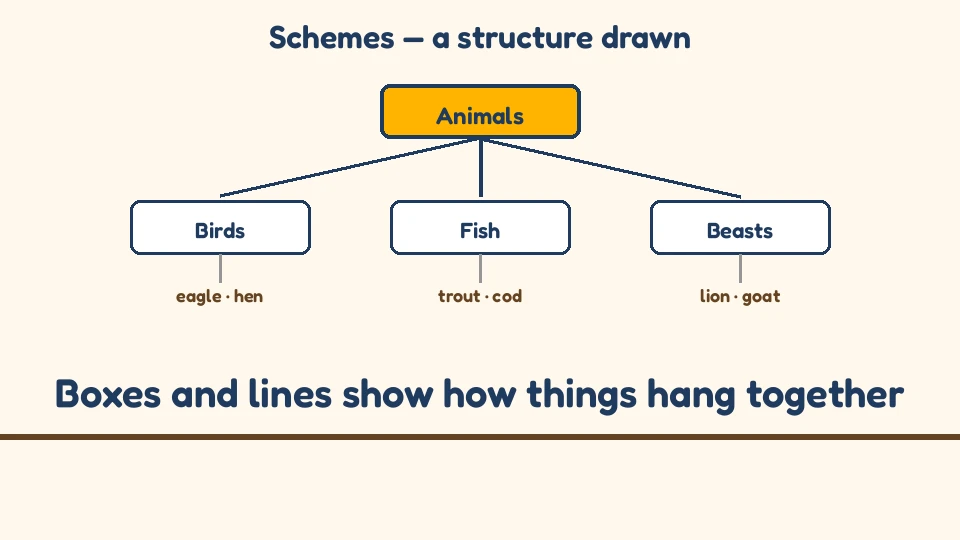 Schemes — a structure drawn
Animals
Birds
Fish
Beasts
eagle · hen
trout · cod
lion · goat
Boxes and lines show how things hang together